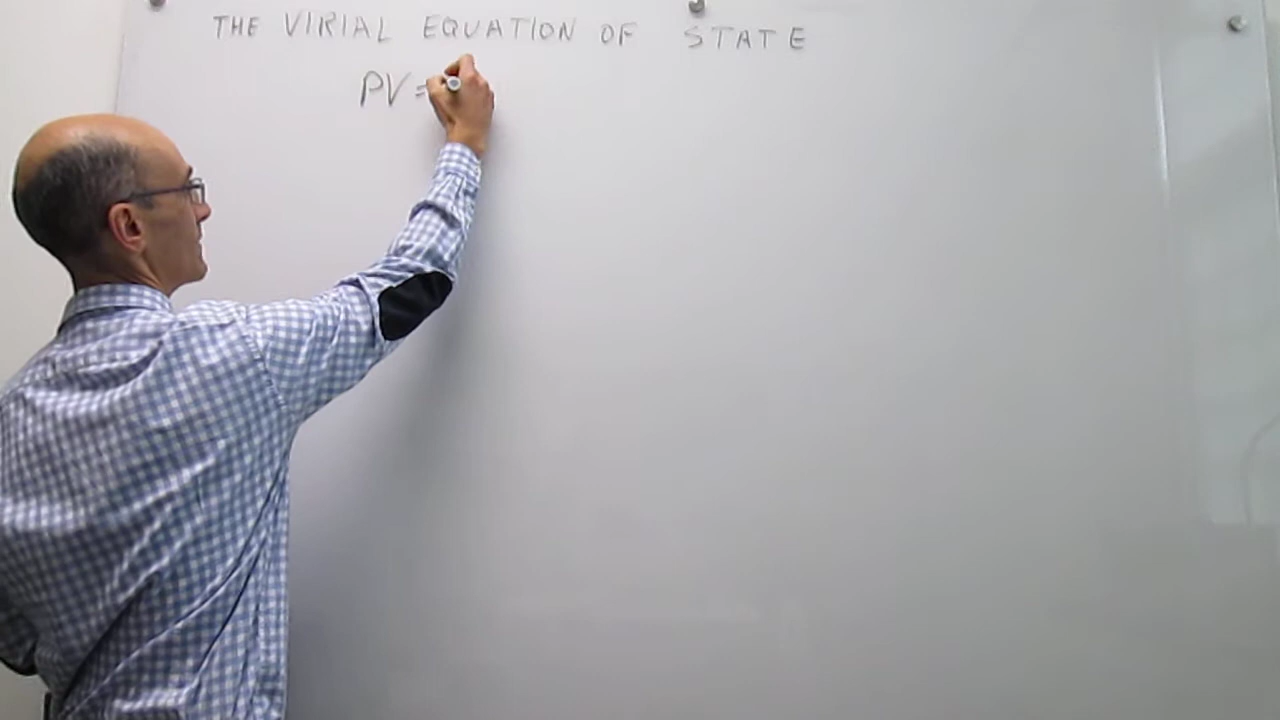 THE VIRIAL EQUATION OF STATE
PV=